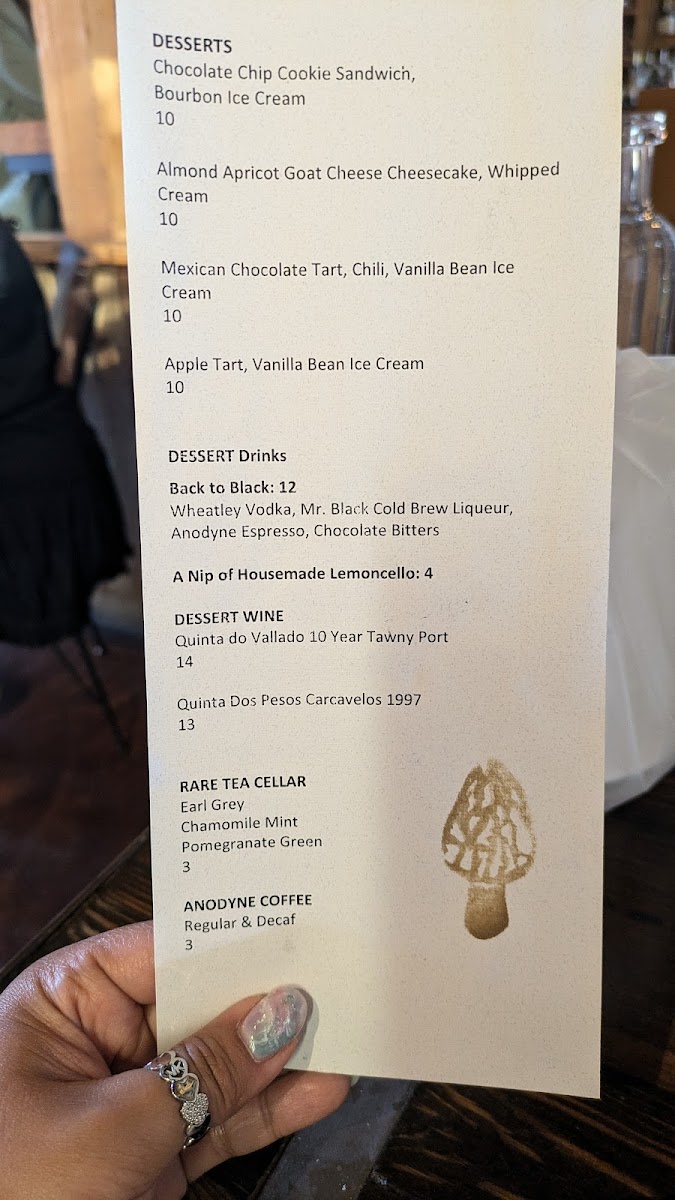 DESSERTS
Chocolate Chip Cookie Sandwich,
Bourbon Ice Cream
10
Almond Apricot Goat Cheese Cheesecake, Whipped
Cream
10
Mexican Chocolate Tart, Chili, Vanilla Bean Ice
Cream
10
Apple Tart, Vanilla Bean Ice Cream
10
DESSERT Drinks
Back to Black: 12
Wheatley Vodka, Mr. Black Cold Brew Liqueur,
Anodyne Espresso, Chocolate Bitters
A Nip of Housemade Lemoncello: 4
DESSERT WINE
Quinta do Vallado 10 Year Tawny Port
14
Quinta Dos Pesos Carcavelos 1997
13
RARE TEA CELLAR
Earl Grey
Chamomile Mint
Pomegranate Green
3
ANODYNE COFFEE
Regular & Decaf
3
MK